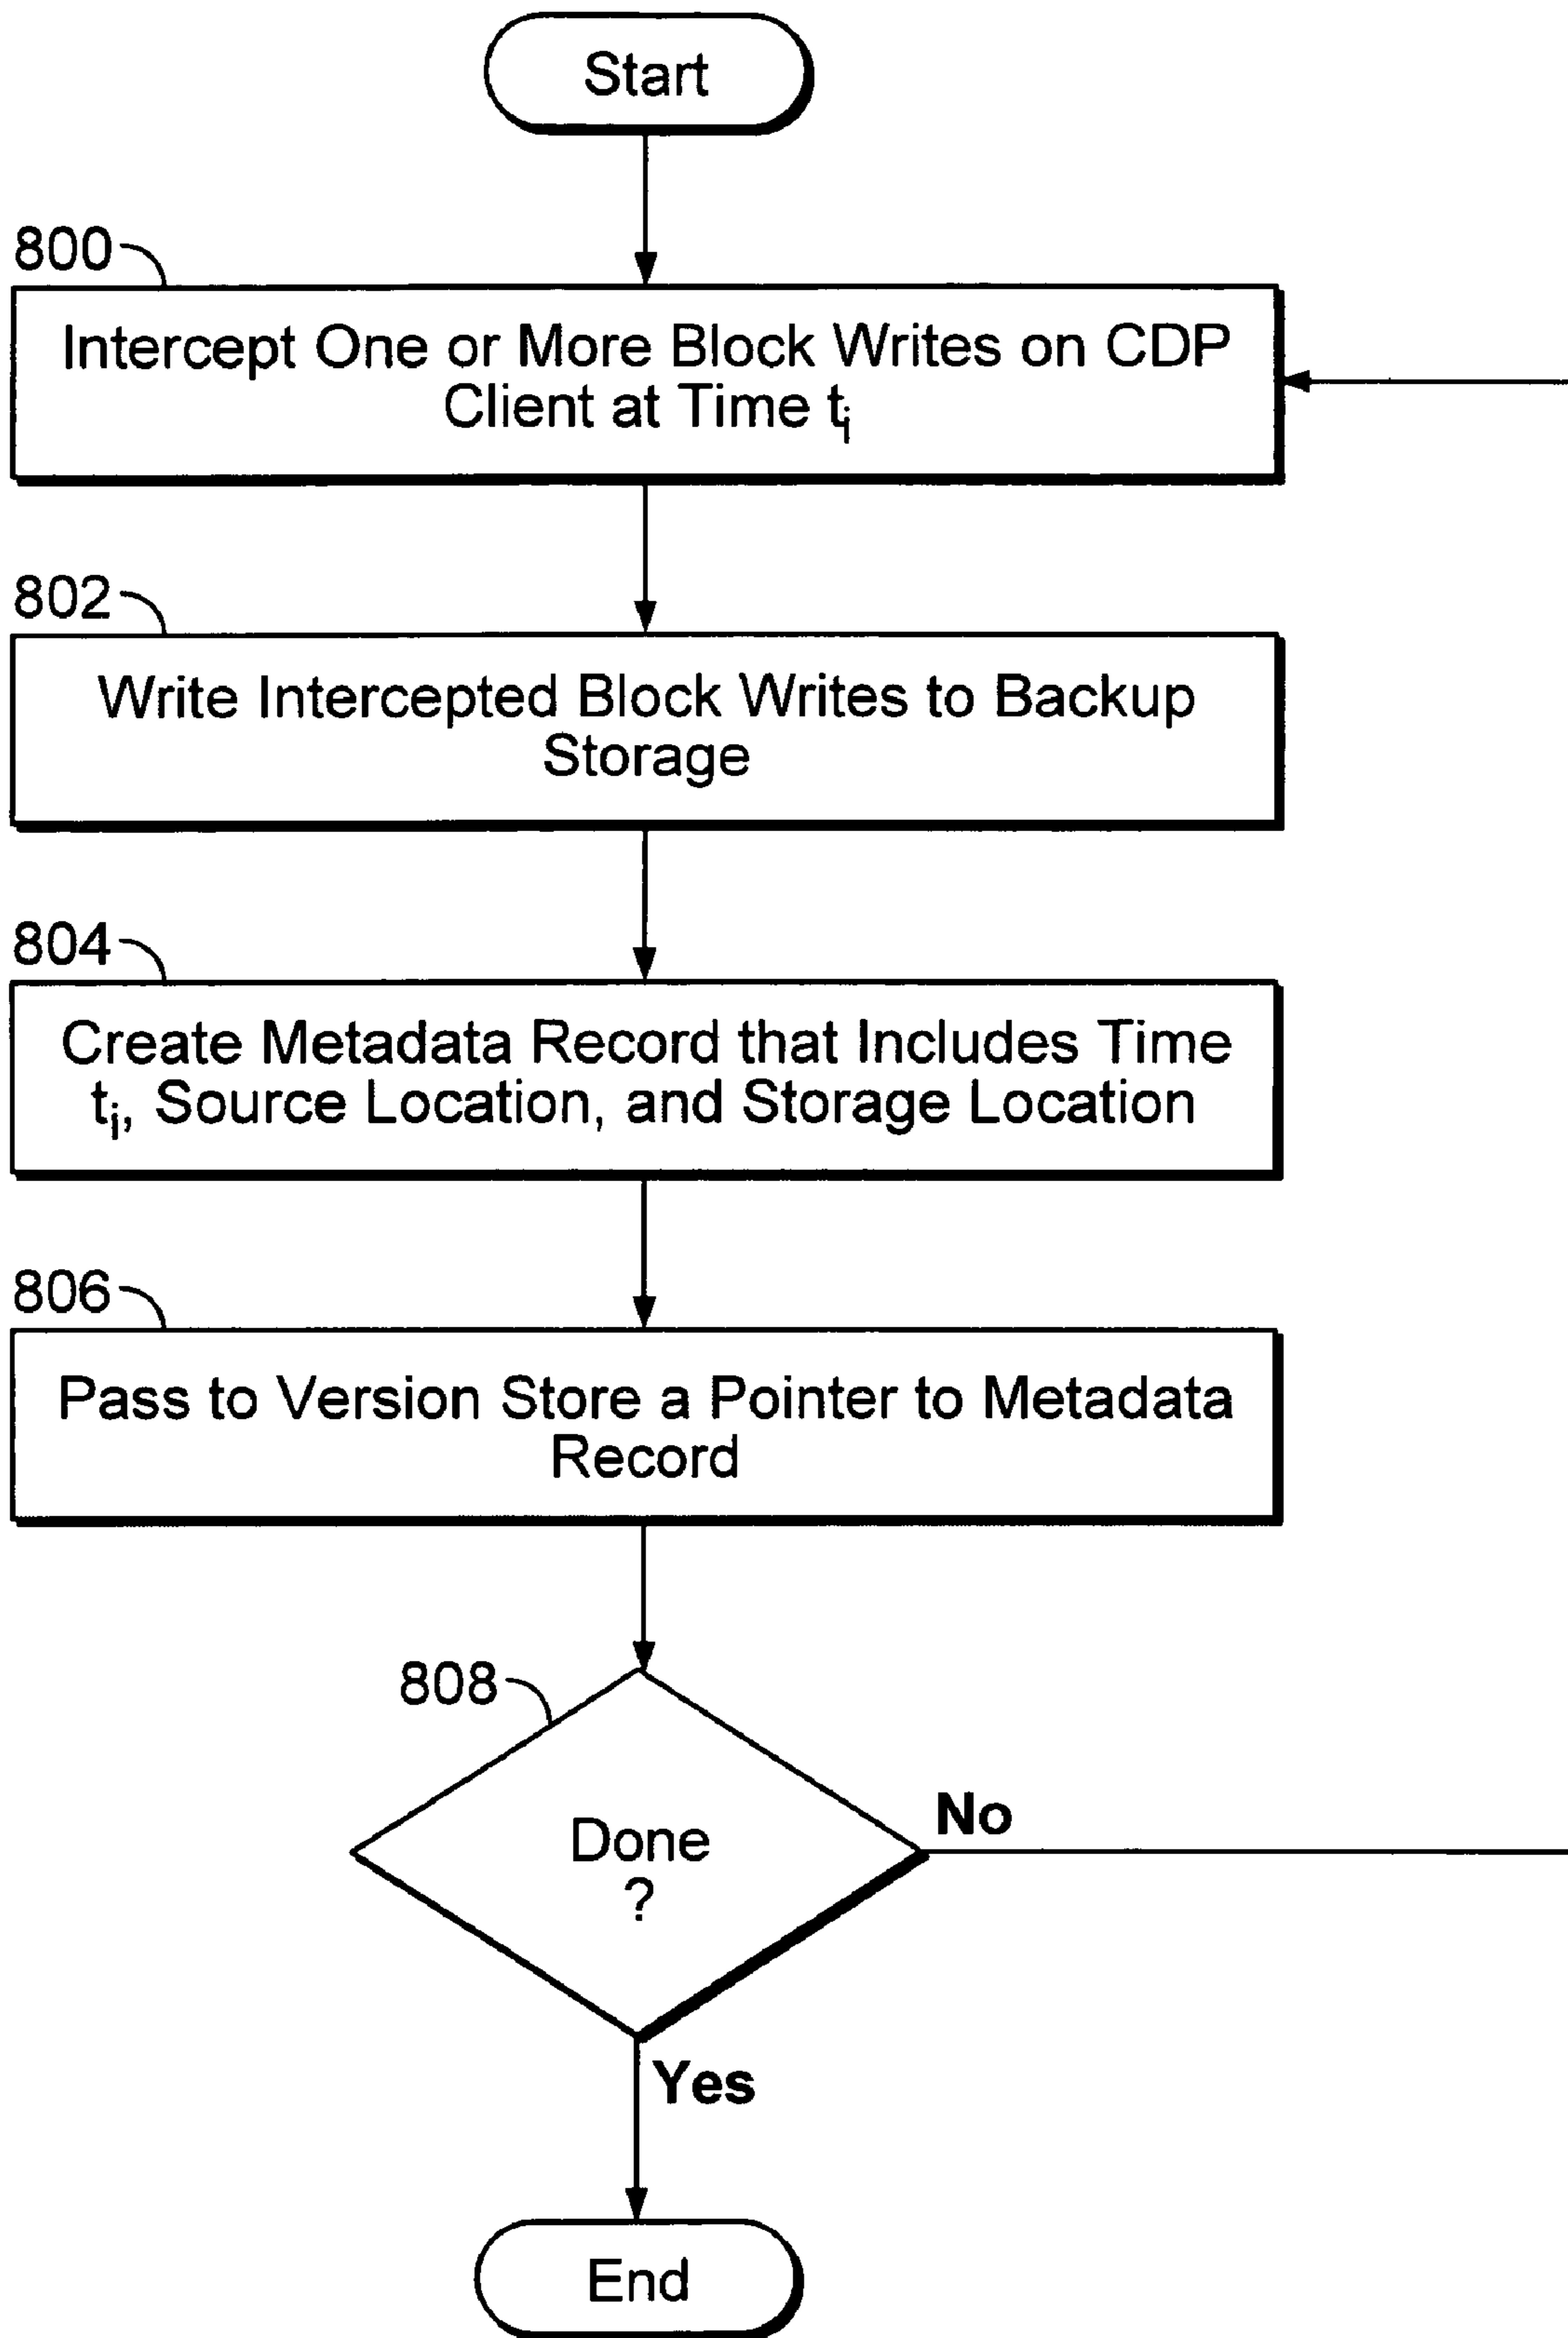 Start
800
Intercept One or More Block Writes on CDP
Client at Time ti
802
Write Intercepted Block Writes to Backup
Storage
804
Create Metadata Record that Includes Time
ti, Source Location, and Storage Location
806
Pass to Version Store a Pointer to Metadata
Record
808
Done
?
No
Yes
End